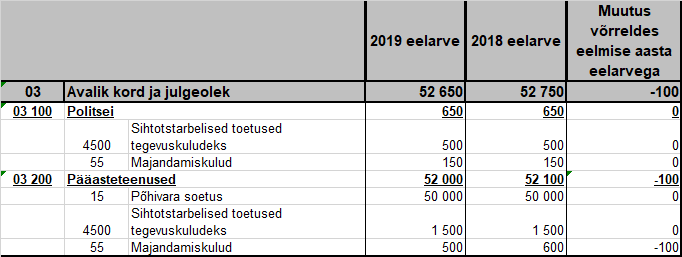 2019 eelarve 2018 eelarve Muutus võrreldes eelmise aasta eelarvega
03 Avalik kord ja julgeolek 52 650 52 750 -100
03 100 Politsei 650 650 0
Sihtotstarbelised toetused
4500 tegevuskuludeks 500 500 0
55 Majandamiskulud 150 150 0
03 200 Pääasteteenused 52 000 52 100 -100
15 Põhivara soetus 50 000 50 000 0
Sihtotstarbelised toetused
4500 tegevuskuludeks 1 500 1 500 0
55 Majandamiskulud 500 600 -100